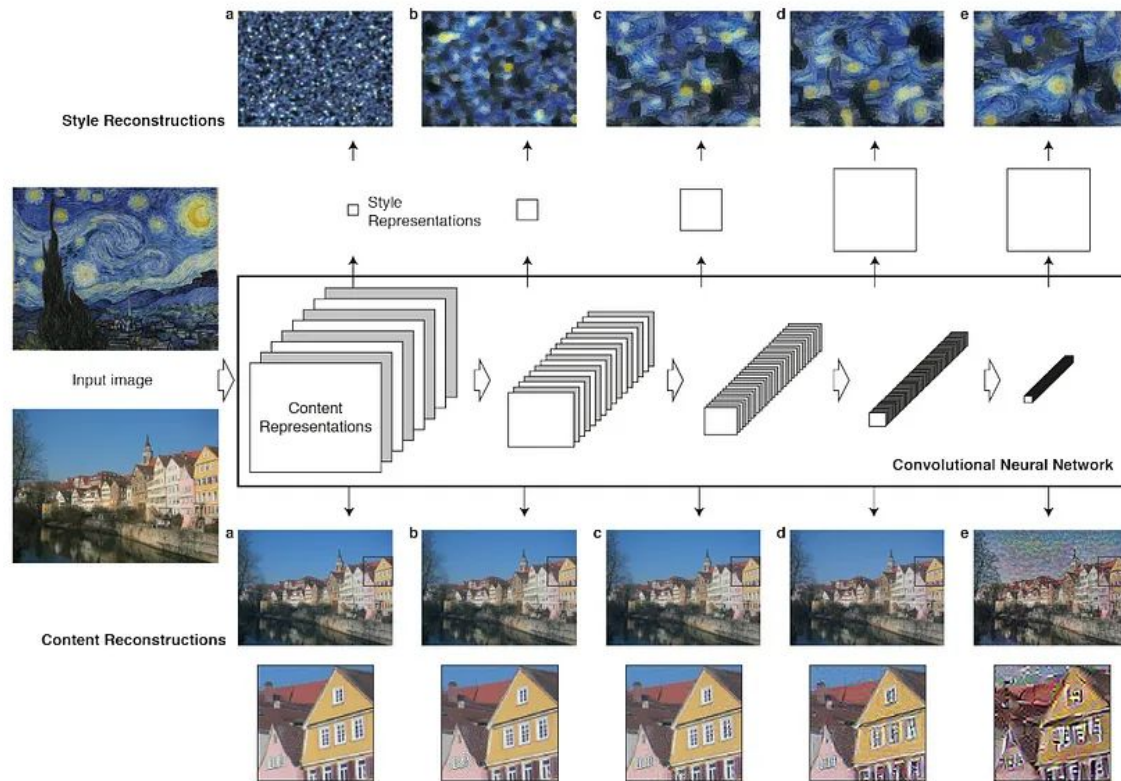 a
b
c
d
e
Style Reconstructions
Style
Representations
Input image
Content
Representations
Convolutional Neural Network
a
b
c
d
e
Content Reconstructions